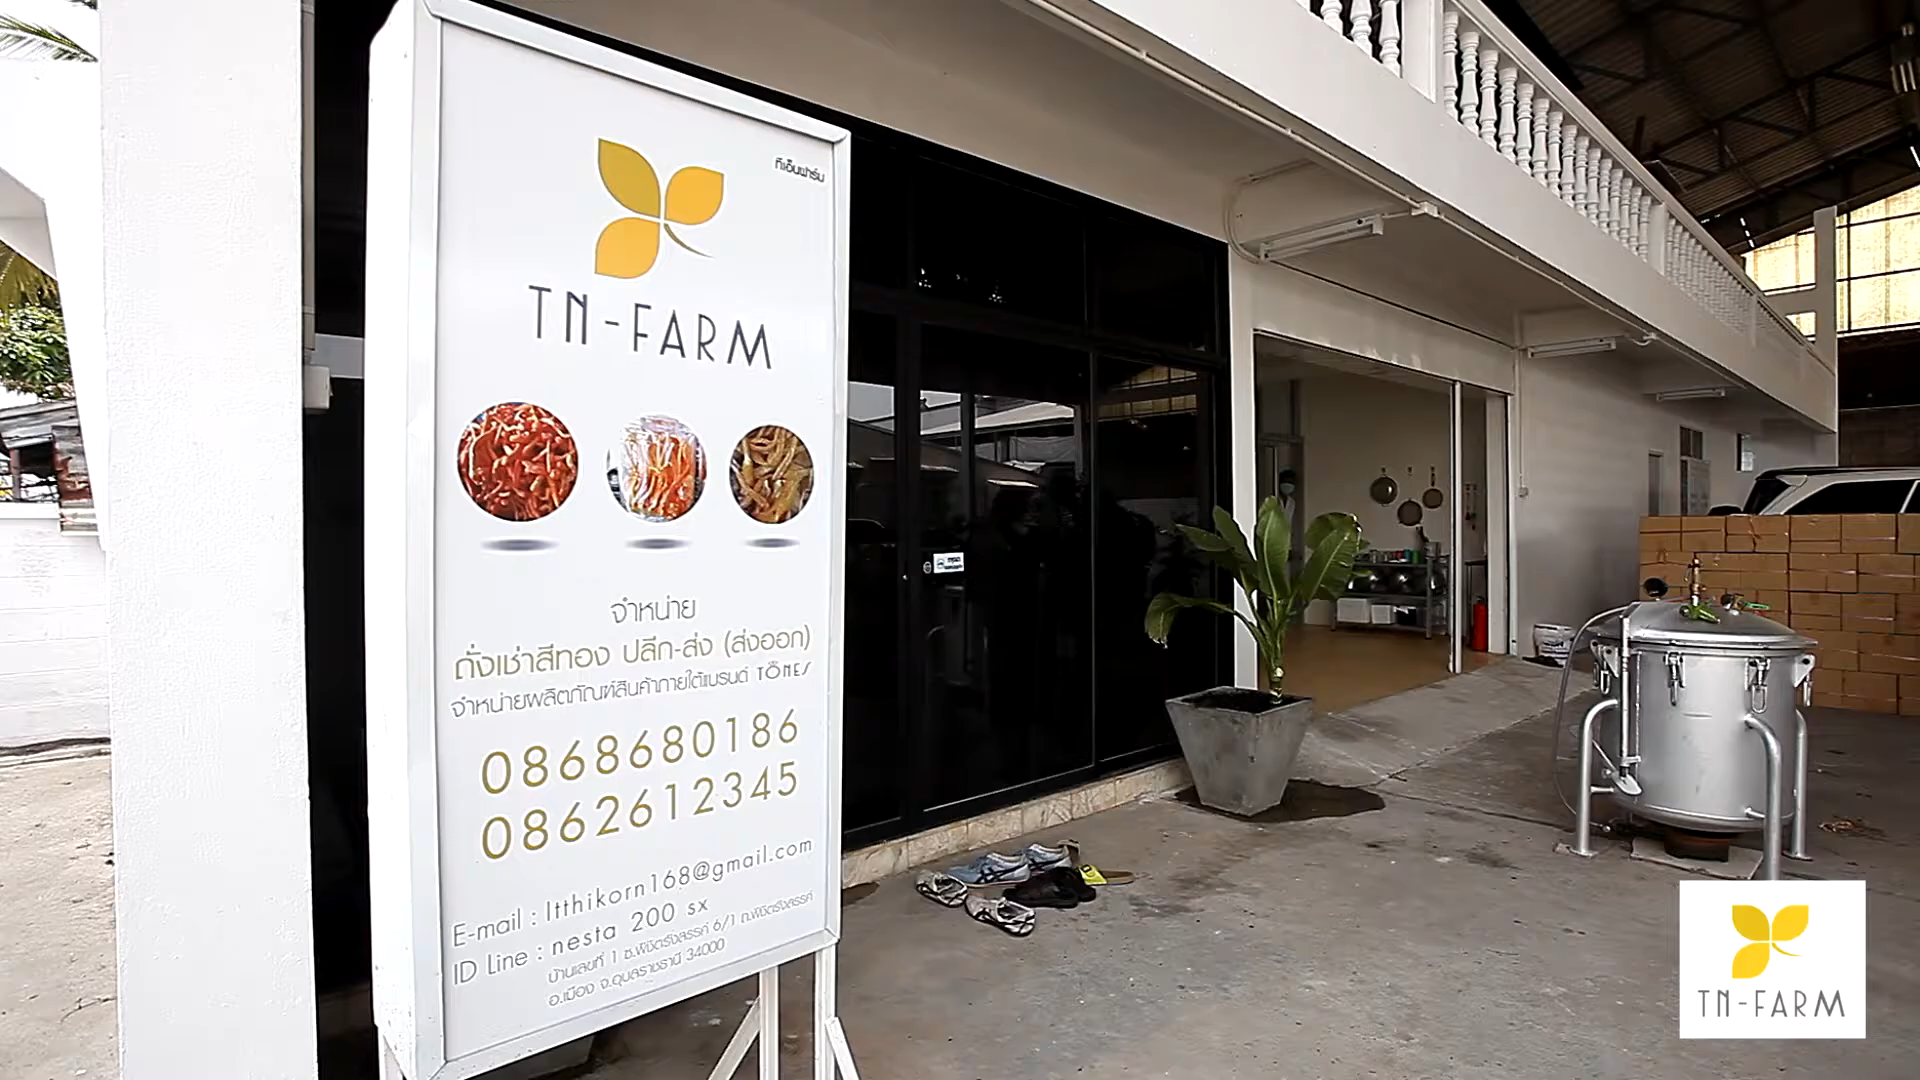 ทีเอ็นฟาร์ม
TN-FARM
จำหน่าย
ถั่งเช่าสีทอง ปลีก-ส่ง (ส่งออก)
จำหน่ายผลิตภัณฑ์สินค้าภายใต้แบรนด์ TŌNES
0868680186
0862612345
E-mail : Itthikorn168@gmail.com
ID Line : nesta 200 sx
บ้านเลขที่ 1 ซ.พิชิตรังสรรค์ 6/1 ถ.พิชิตรังสรรค์
อ.เมือง จ.อุบลราชธานี 34000
TN-FARM